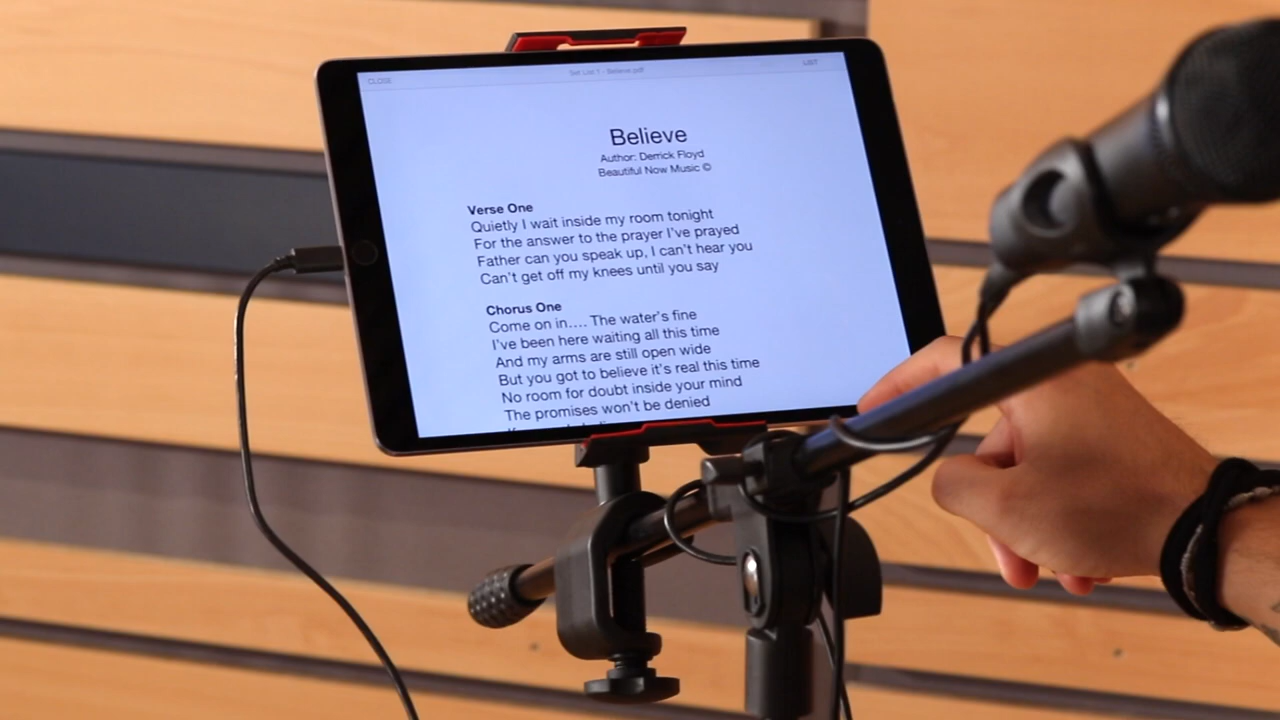 CLOSE
Set List 1 - Believe.pdf
LIST
Believe
Author: Derrick Floyd
Beautiful Now Music ©
Verse One
Quietly I wait inside my room tonight
For the answer to the prayer I've prayed
Father can you speak up, I can't hear you
Can't get off my knees until you say
Chorus One
Come on in.... The water's fine
I've been here waiting all this time
And my arms are still open wide
But you got to believe it's real this time
No room for doubt inside your mind
The promises won't be denied